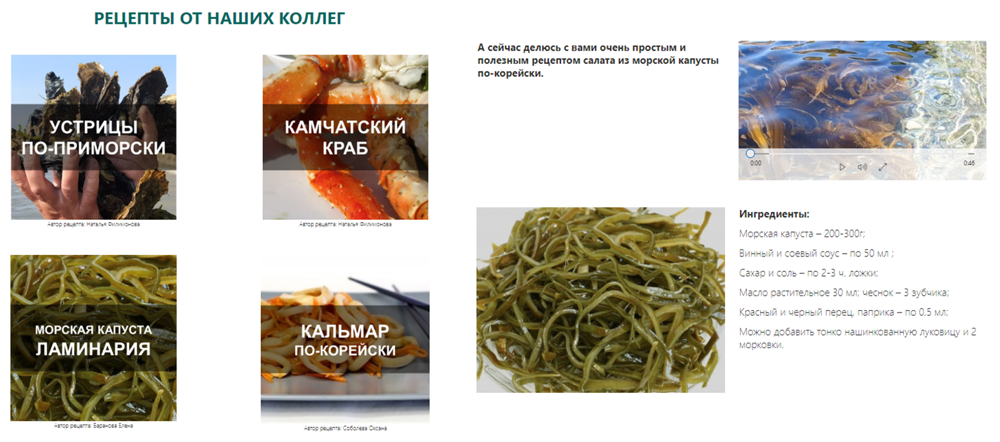 РЕЦЕПТЫ ОТ НАШИХ КОЛЛЕГ
УСТРИЦЫ
ПО-ПРИМОРСКИ
Автор рецепта: Наталья Филимонова
КАМЧАТСКИЙ
КРАБ
Автор рецепта: Наталья Филимонова
МОРСКАЯ КАПУСТА
ЛАМИНАРИЯ
Автор рецепта: Баранова Елена
КАЛЬМАР
ПО-КОРЕЙСКИ
Автор рецепта: Соболева Оксана
А сейчас делюсь с вами очень простым и
полезным рецептом салата из морской капусты
по-корейски.
0:00
0:46
Ингредиенты:
Морская капуста – 200-300г;
Винный и соевый соус – по 50 мл ;
Сахар и соль – по 2-3 ч. ложки;
Масло растительное 30 мл; чеснок – 3 зубчика;
Красный и черный перец, паприка – по 0,5 мл;
Можно добавить тонко нашинкованную луковицу и 2
морковки.